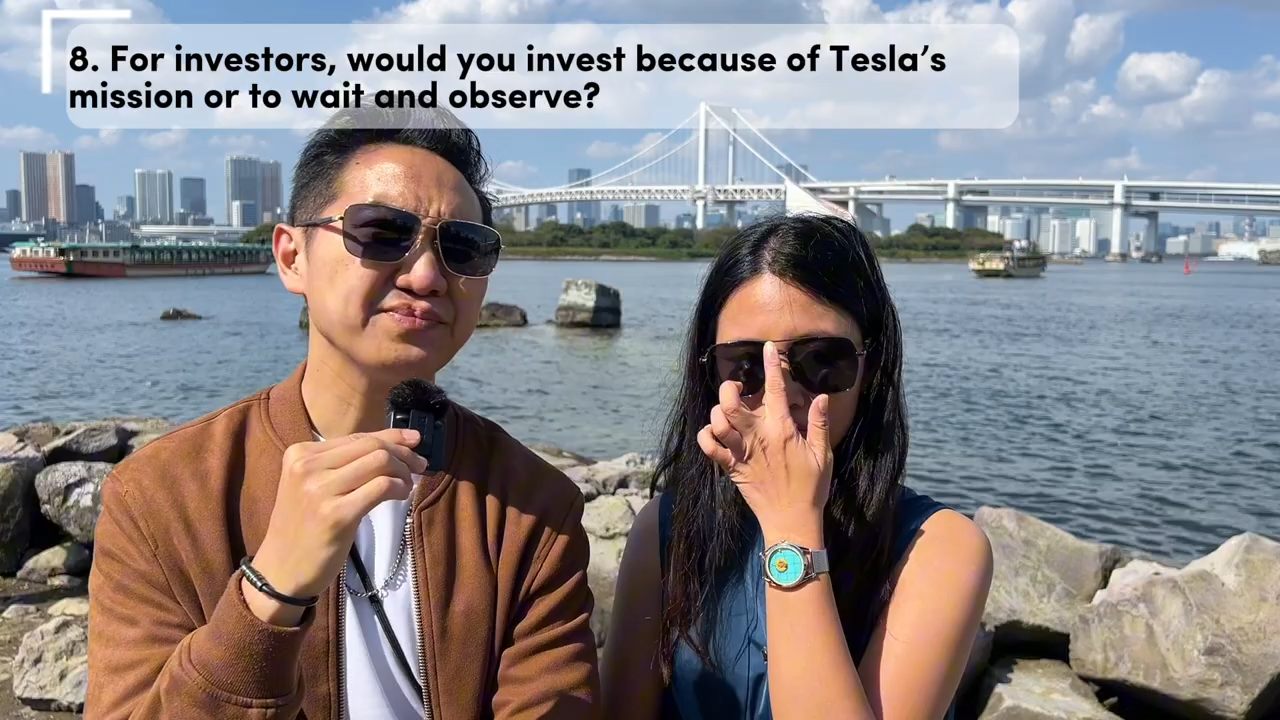 8. For investors, would you invest because of Tesla’s
mission or to wait and observe?